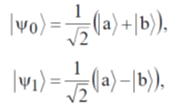 |ψ₀⟩ = 1/√2 (|a⟩+|b⟩),
|ψ₁⟩ = 1/√2 (|a⟩−|b⟩),